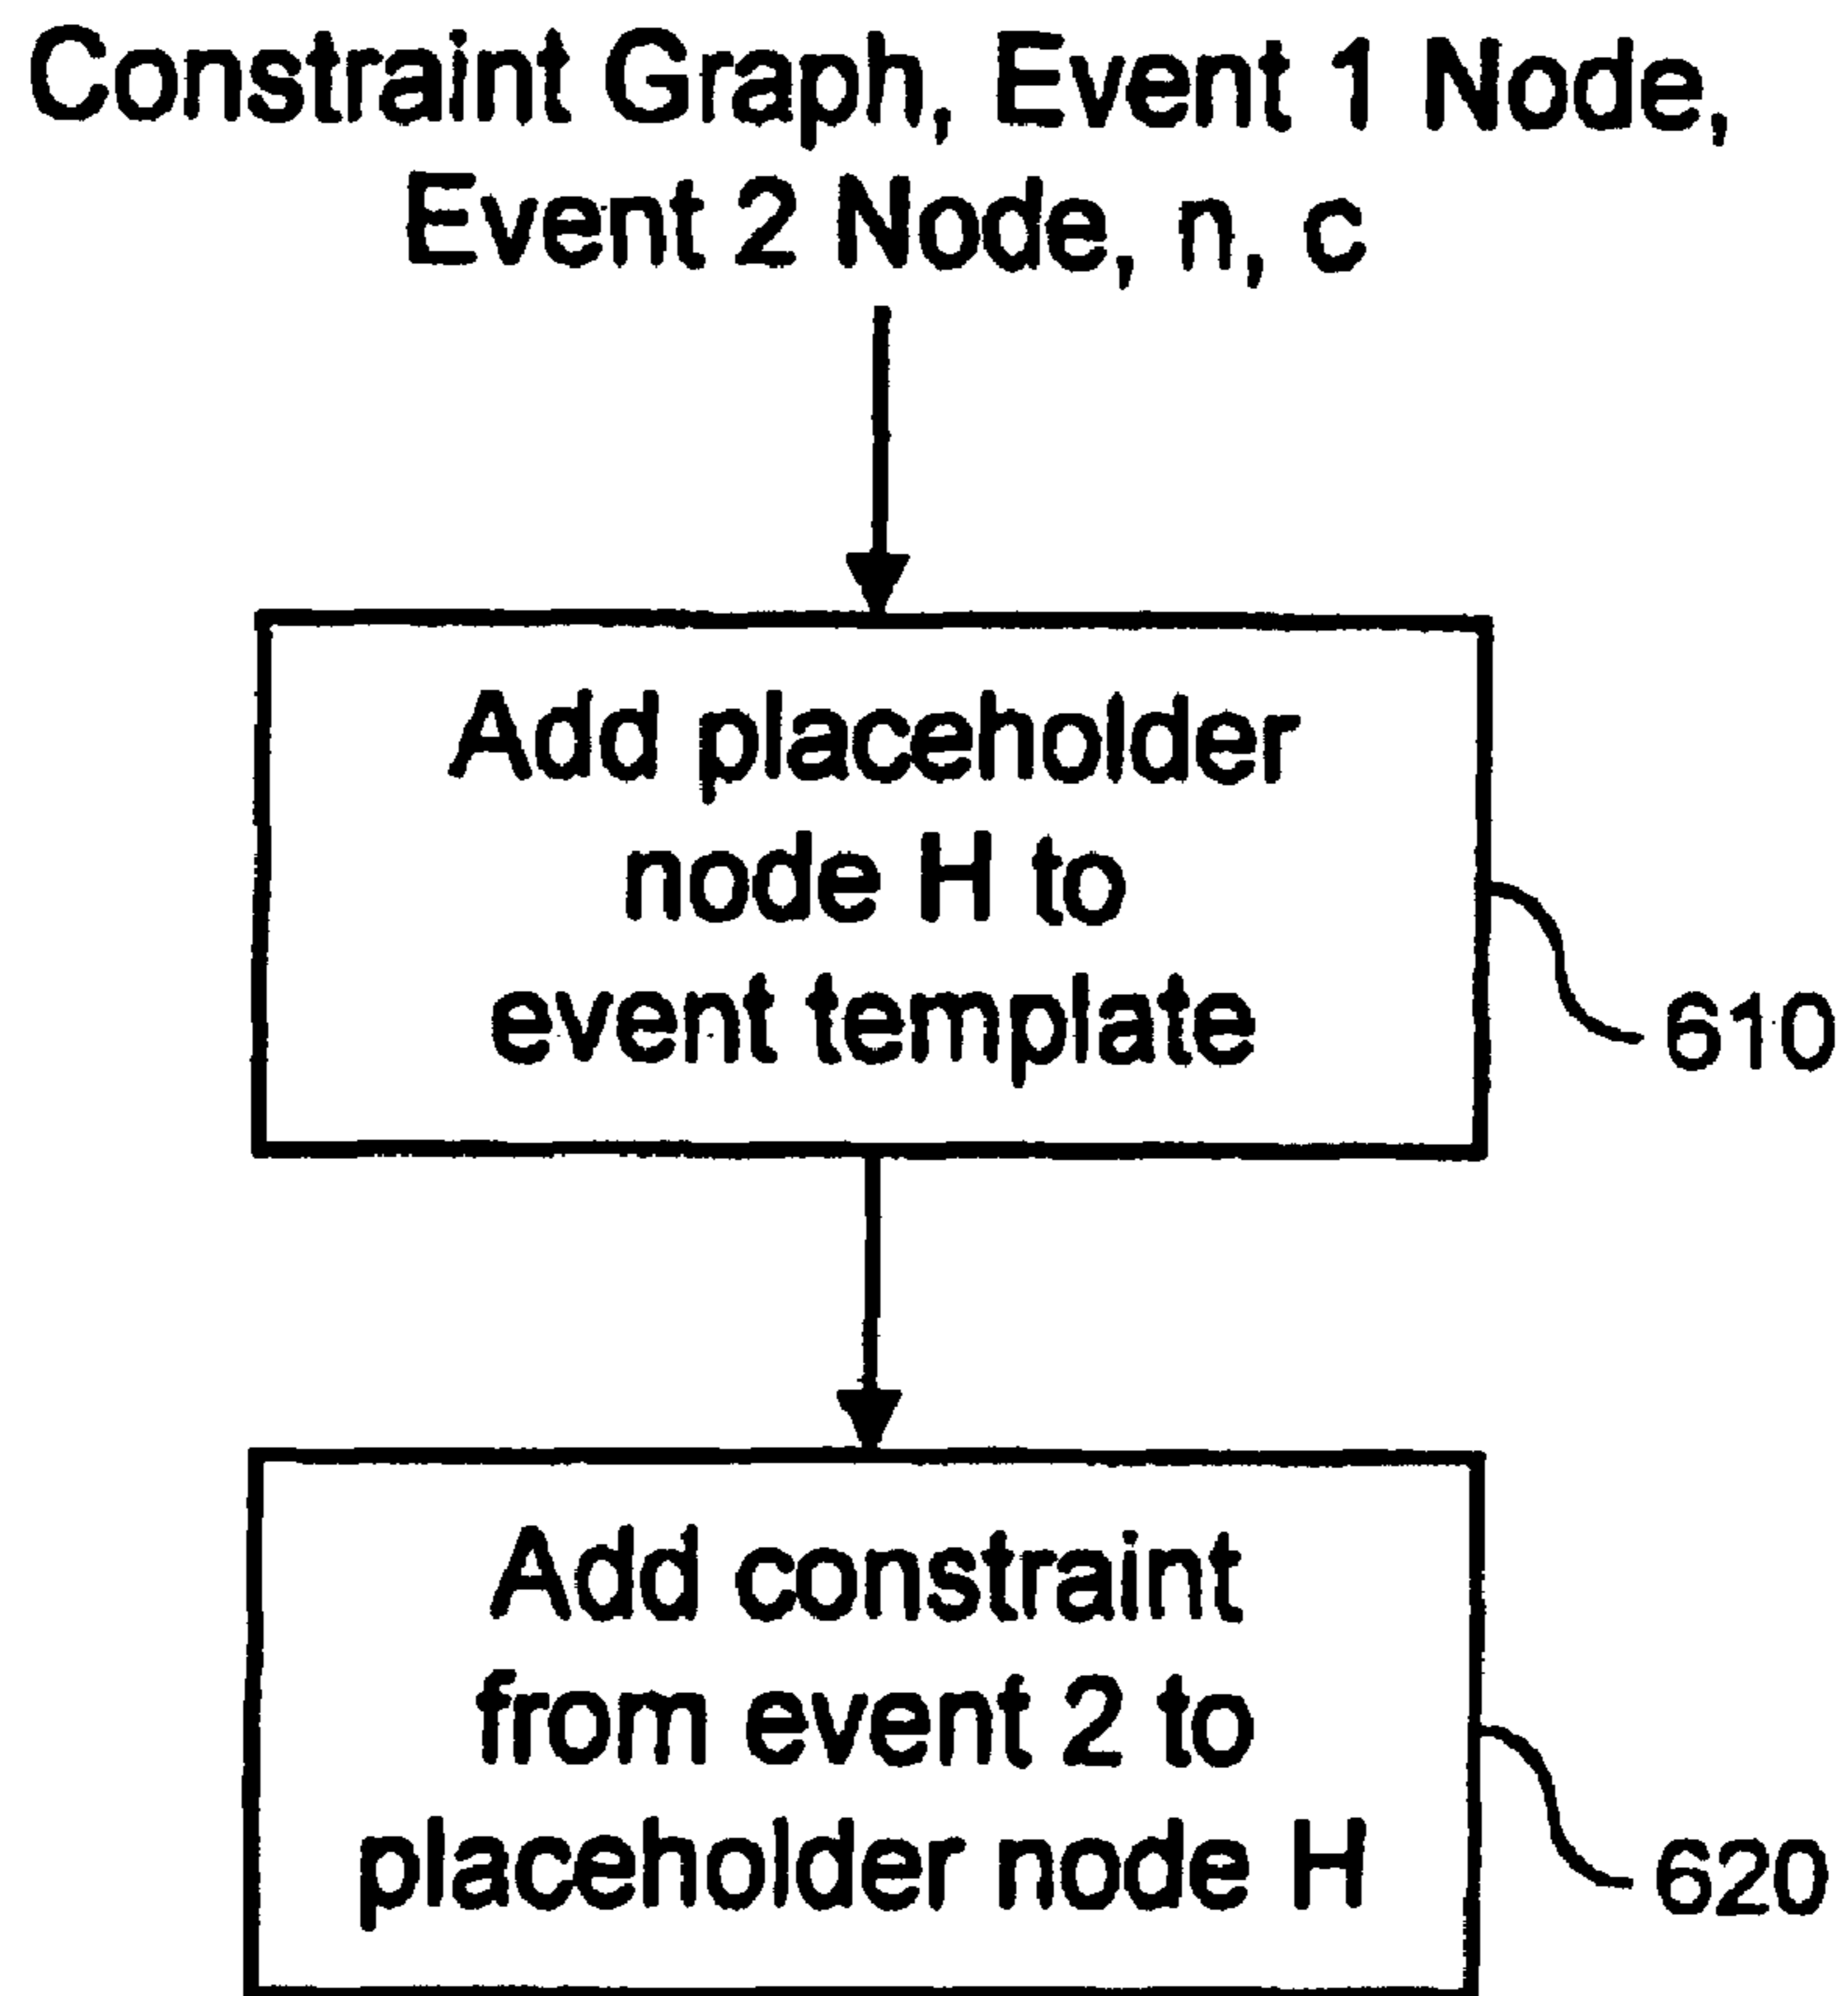 Constraint Graph, Event 1 Node,
Event 2 Node, n, c
Add placeholder
node H to
event template
610
Add constraint
from event 2 to
placeholder node H
620